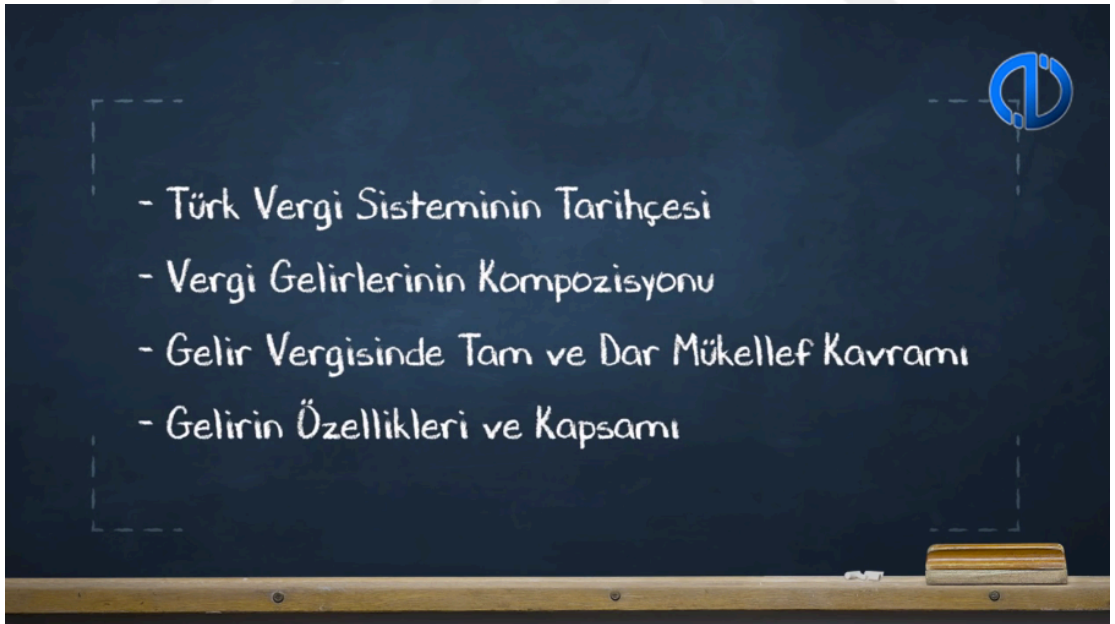 - Türk Vergi Sisteminin Tarihçesi
- Vergi Gelirlerinin Kompozisyonu
- Gelir Vergisinde Tam ve Dar Mükellef Kavramı
- Gelirin Özellikleri ve Kapsamı